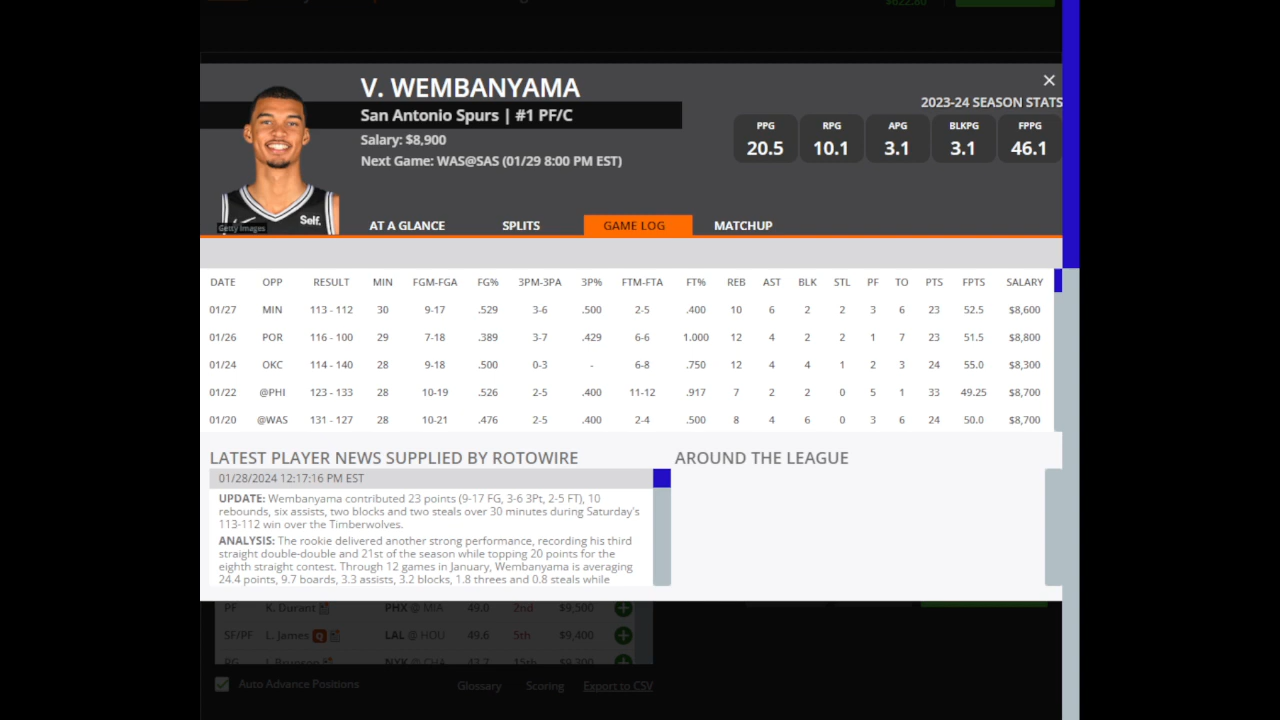 $622.80
V. WEMBANYAMA
San Antonio Spurs | #1 PF/C
Salary: $8,900
Next Game: WAS@SAS (01/29 8:00 PM EST)
2023-24 SEASON STATS
PPG RPG APG BLKPG FPPG
20.5 10.1 3.1 3.1 46.1
Self.
Getty Images
AT A GLANCE SPLITS GAME LOG MATCHUP
DATE OPP RESULT MIN FGM-FGA FG% 3PM-3PA 3P% FTM-FTA FT% REB AST BLK STL PF TO PTS FPTS SALARY
01/27 MIN 113 - 112 30 9-17 .529 3-6 .500 2-5 .400 10 6 2 2 3 6 23 52.5 $8,600
01/26 POR 116 - 100 29 7-18 .389 3-7 .429 6-6 1.000 12 4 2 2 1 7 23 51.5 $8,800
01/24 OKC 114 - 140 28 9-18 .500 0-3 - 6-8 .750 12 4 4 1 2 3 24 55.0 $8,300
01/22 @PHI 123 - 133 28 10-19 .526 2-5 .400 11-12 .917 7 2 2 0 5 1 33 49.25 $8,700
01/20 @WAS 131 - 127 28 10-21 .476 2-5 .400 2-4 .500 8 4 6 0 3 6 24 50.0 $8,700
LATEST PLAYER NEWS SUPPLIED BY ROTOWIRE
AROUND THE LEAGUE
01/28/2024 12:17:16 PM EST
UPDATE: Wembanyama contributed 23 points (9-17 FG, 3-6 3Pt, 2-5 FT), 10
rebounds, six assists, two blocks and two steals over 30 minutes during Saturday's
113-112 win over the Timberwolves.
ANALYSIS: The rookie delivered another strong performance, recording his third
straight double-double and 21st of the season while topping 20 points for the
eighth straight contest. Through 12 games in January, Wembanyama is averaging
24.4 points, 9.7 boards, 3.3 assists, 3.2 blocks, 1.8 threes and 0.8 steals while
PF K. Durant PHX @ MIA 49.0 2nd $9,500
SF/PF L. James Q LAL @ HOU 49.6 5th $9,400
PG J. Brunson NYK @ CHA 43.2 15th $9,300
Auto Advance Positions
Glossary Scoring Export to CSV